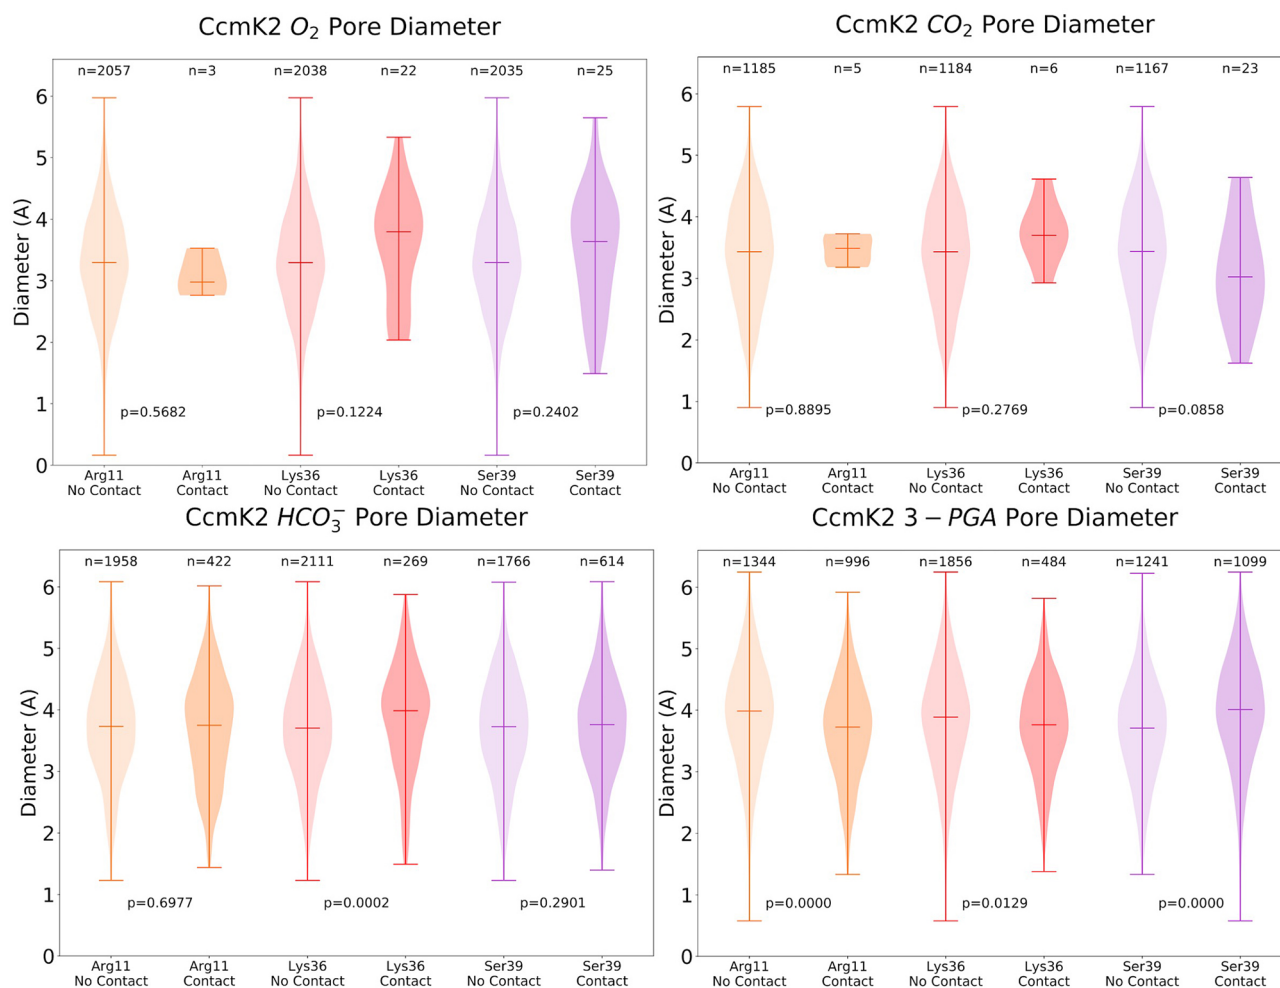 CcmK2 O₂ Pore Diameter
n=2057 n=3 n=2038 n=22 n=2035 n=25
6
5
4
3
2
1
0
Diameter (A)
p=0.5682 p=0.1224 p=0.2402
Arg11 Arg11 Lys36 Lys36 Ser39 Ser39
No Contact Contact No Contact Contact No Contact Contact
CcmK2 CO₂ Pore Diameter
n=1185 n=5 n=1184 n=6 n=1167 n=23
6
5
4
3
2
1
0
Diameter (A)
p=0.8895 p=0.2769 p=0.0858
Arg11 Arg11 Lys36 Lys36 Ser39 Ser39
No Contact Contact No Contact Contact No Contact Contact
CcmK2 HCO₃⁻ Pore Diameter
n=1958 n=422 n=2111 n=269 n=1766 n=614
6
5
4
3
2
1
0
Diameter (A)
p=0.6977 p=0.0002 p=0.2901
Arg11 Arg11 Lys36 Lys36 Ser39 Ser39
No Contact Contact No Contact Contact No Contact Contact
CcmK2 3 − PGA Pore Diameter
n=1344 n=996 n=1856 n=484 n=1241 n=1099
6
5
4
3
2
1
0
Diameter (A)
p=0.0000 p=0.0129 p=0.0000
Arg11 Arg11 Lys36 Lys36 Ser39 Ser39
No Contact Contact No Contact Contact No Contact Contact